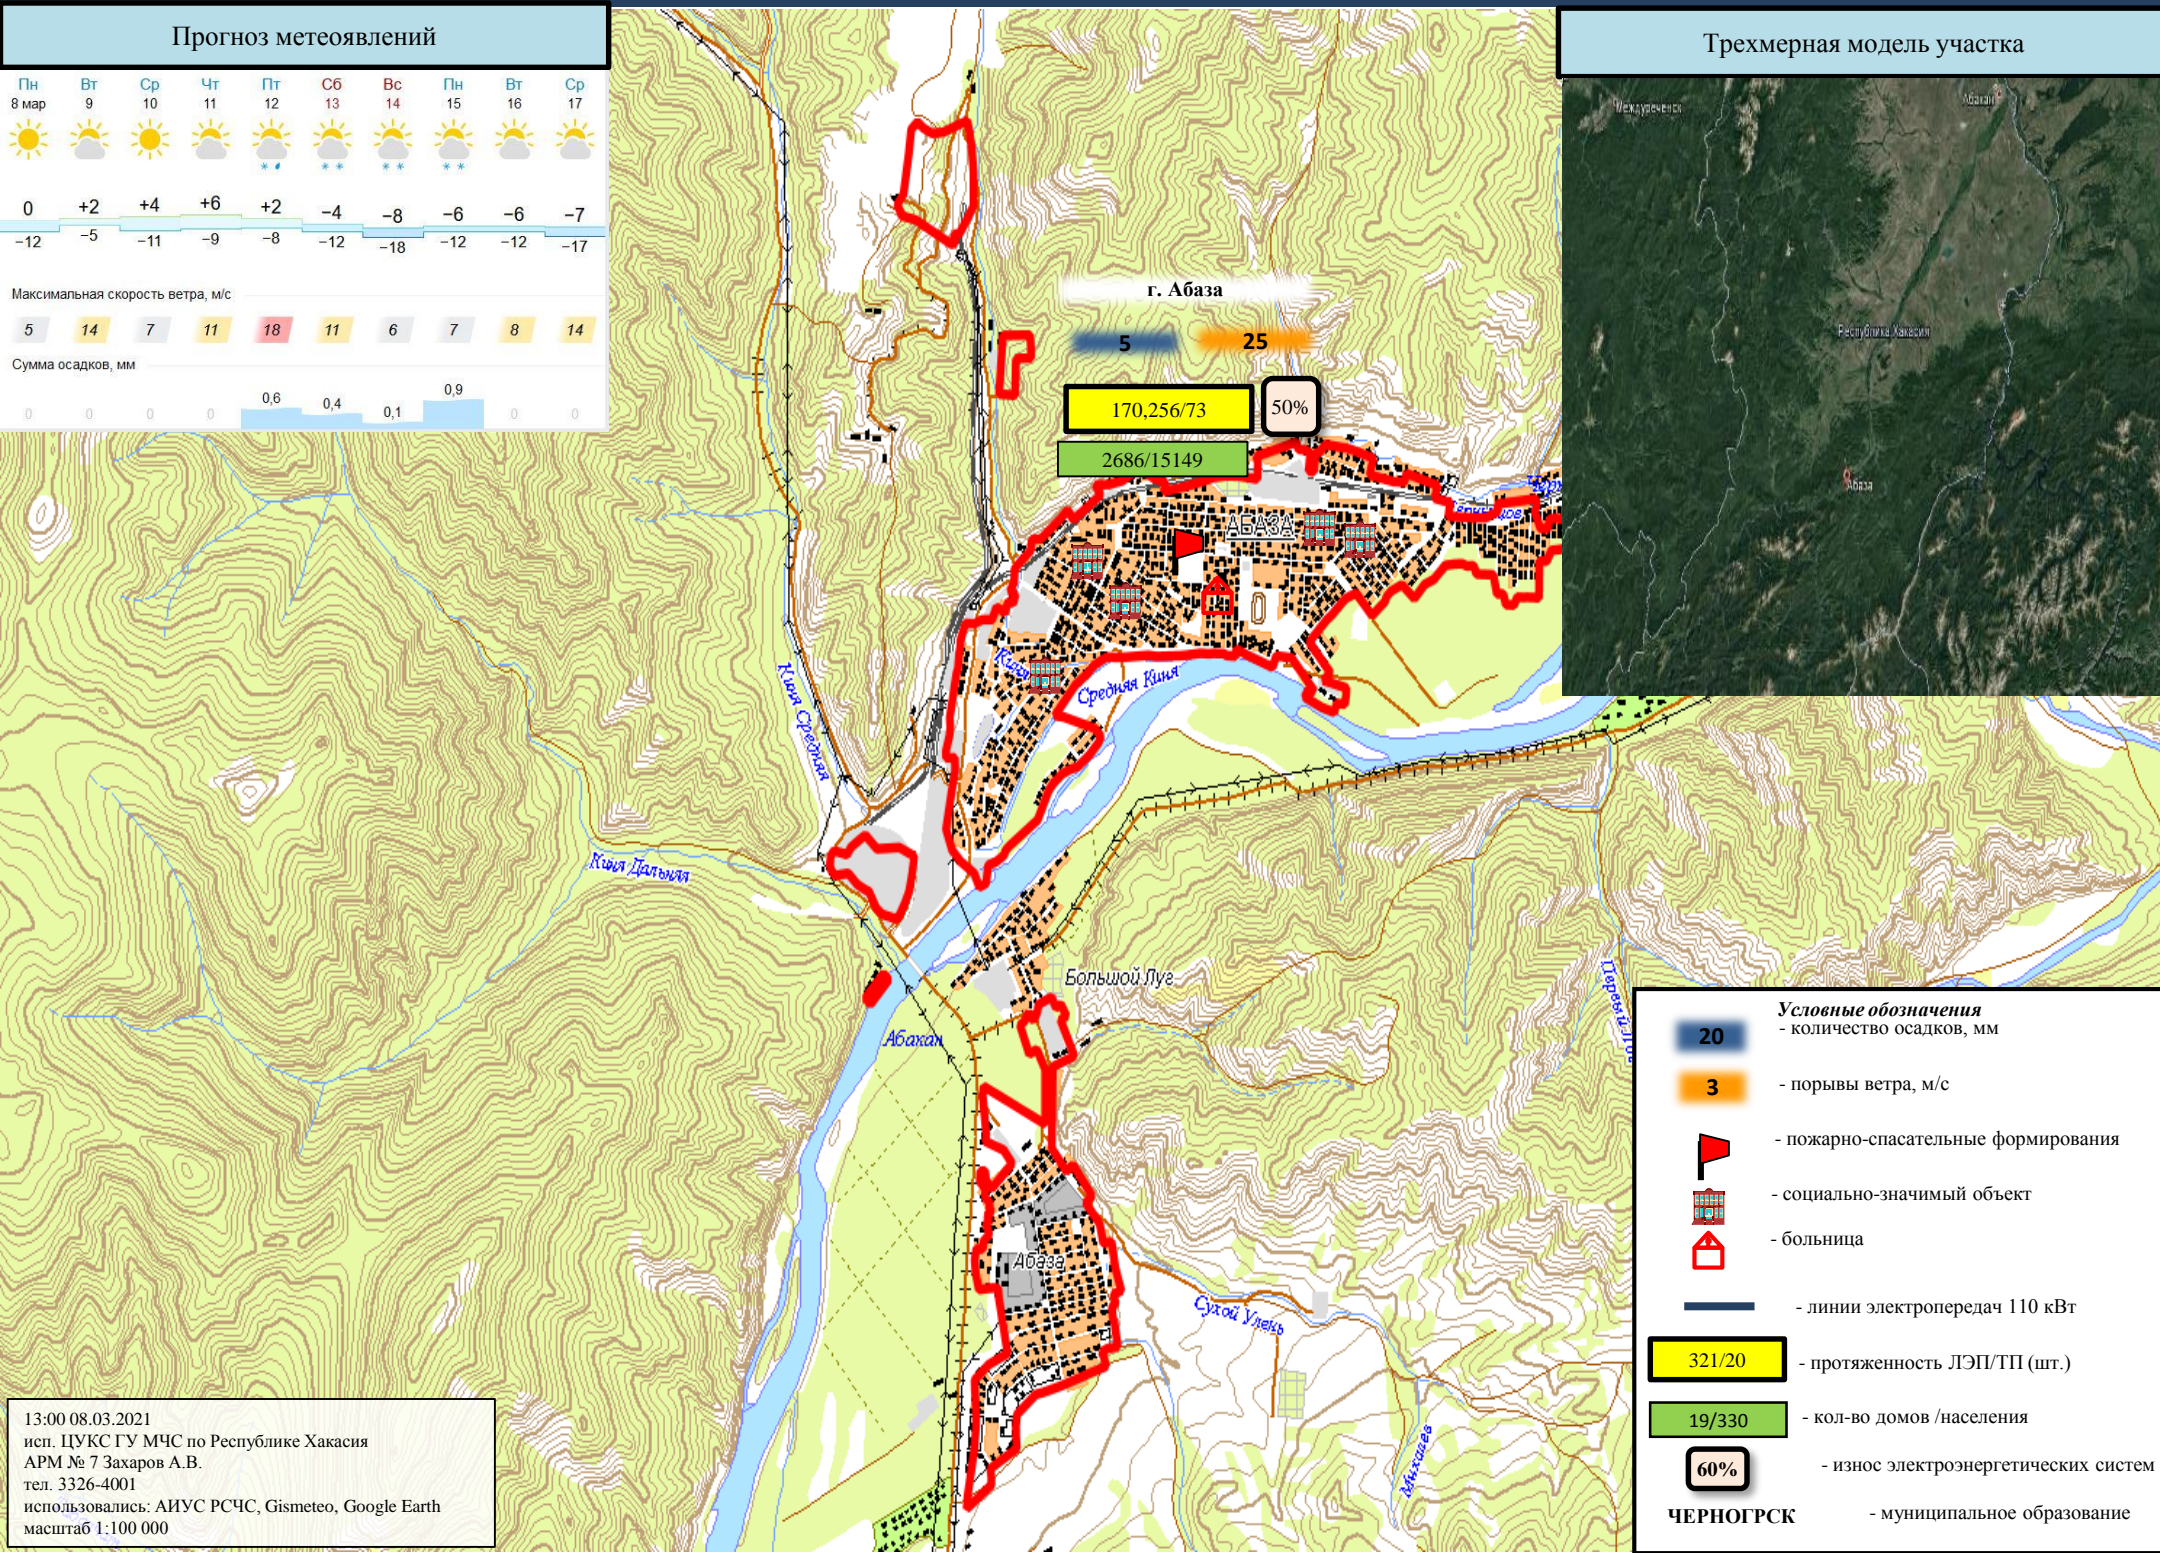 Прогноз метеоявлений
Пн Вт Ср Чт Пт Сб Вс Пн Вт Ср
8 мар 9 10 11 12 13 14 15 16 17
0 +2 +4 +6 +2 −4 −8 −6 −6 −7
−12 −5 −11 −9 −8 −12 −18 −12 −12 −17
Максимальная скорость ветра, м/с
5 14 7 11 18 11 6 7 8 14
Сумма осадков, мм
0 0 0 0 0,6 0,4 0,1 0,9 0 0
г. Абаза
5 25
170,256/73 50%
2686/15149
АБАЗА
Средняя Киня
Киня Средняя
Киня Дальняя
Большой Луг
Абакан
Абаза
Сухой Улень
Михалев
Первый
Трехмерная модель участка
Междуреченск
Абакан
Республика Хакасия
Абаза
Условные обозначения
20 - количество осадков, мм
3 - порывы ветра, м/с
- пожарно-спасательные формирования
- социально-значимый объект
- больница
- линии электропередач 110 кВт
321/20 - протяженность ЛЭП/ТП (шт.)
19/330 - кол-во домов /населения
60% - износ электроэнергетических систем
ЧЕРНОГРСК - муниципальное образование
13:00 08.03.2021
исп. ЦУКС ГУ МЧС по Республике Хакасия
АРМ № 7 Захаров А.В.
тел. 3326-4001
использовались: АИУС РСЧС, Gismeteo, Google Earth
масштаб 1:100 000